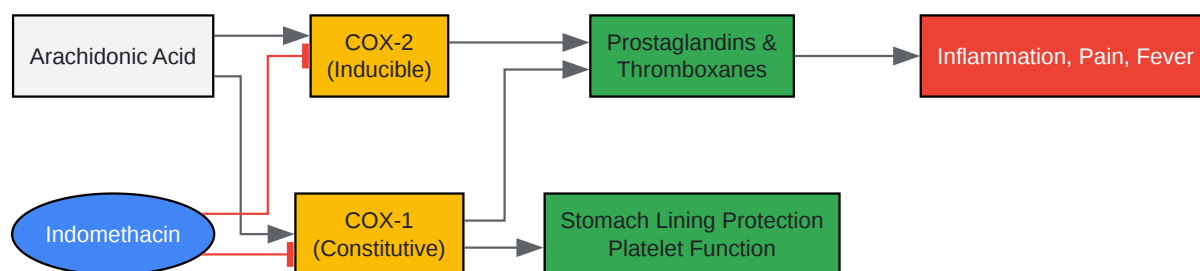 Arachidonic Acid
COX-2
(Inducible)
Prostaglandins &
Thromboxanes
Inflammation, Pain, Fever
Indomethacin
COX-1
(Constitutive)
Stomach Lining Protection
Platelet Function